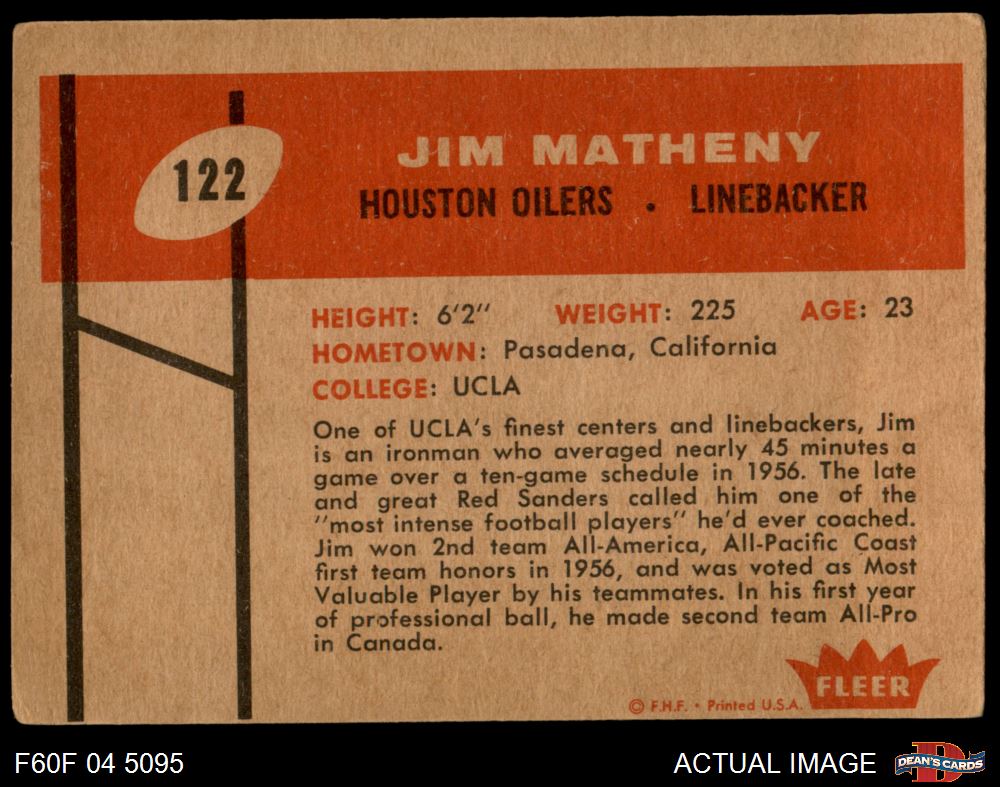 122
JIM MATHENY
HOUSTON OILERS . LINEBACKER
HEIGHT: 6'2" WEIGHT: 225 AGE: 23
HOMETOWN: Pasadena, California
COLLEGE: UCLA
One of UCLA's finest centers and linebackers, Jim
is an ironman who averaged nearly 45 minutes a
game over a ten-game schedule in 1956. The late
and great Red Sanders called him one of the
"most intense football players" he'd ever coached.
Jim won 2nd team All-America, All-Pacific Coast
first team honors in 1956, and was voted as Most
Valuable Player by his teammates. In his first year
of professional ball, he made second team All-Pro
in Canada.
FLEER
© F.H.F. • Printed U.S.A.
F60F 04 5095
ACTUAL IMAGE
D
DEAN'S CARDS